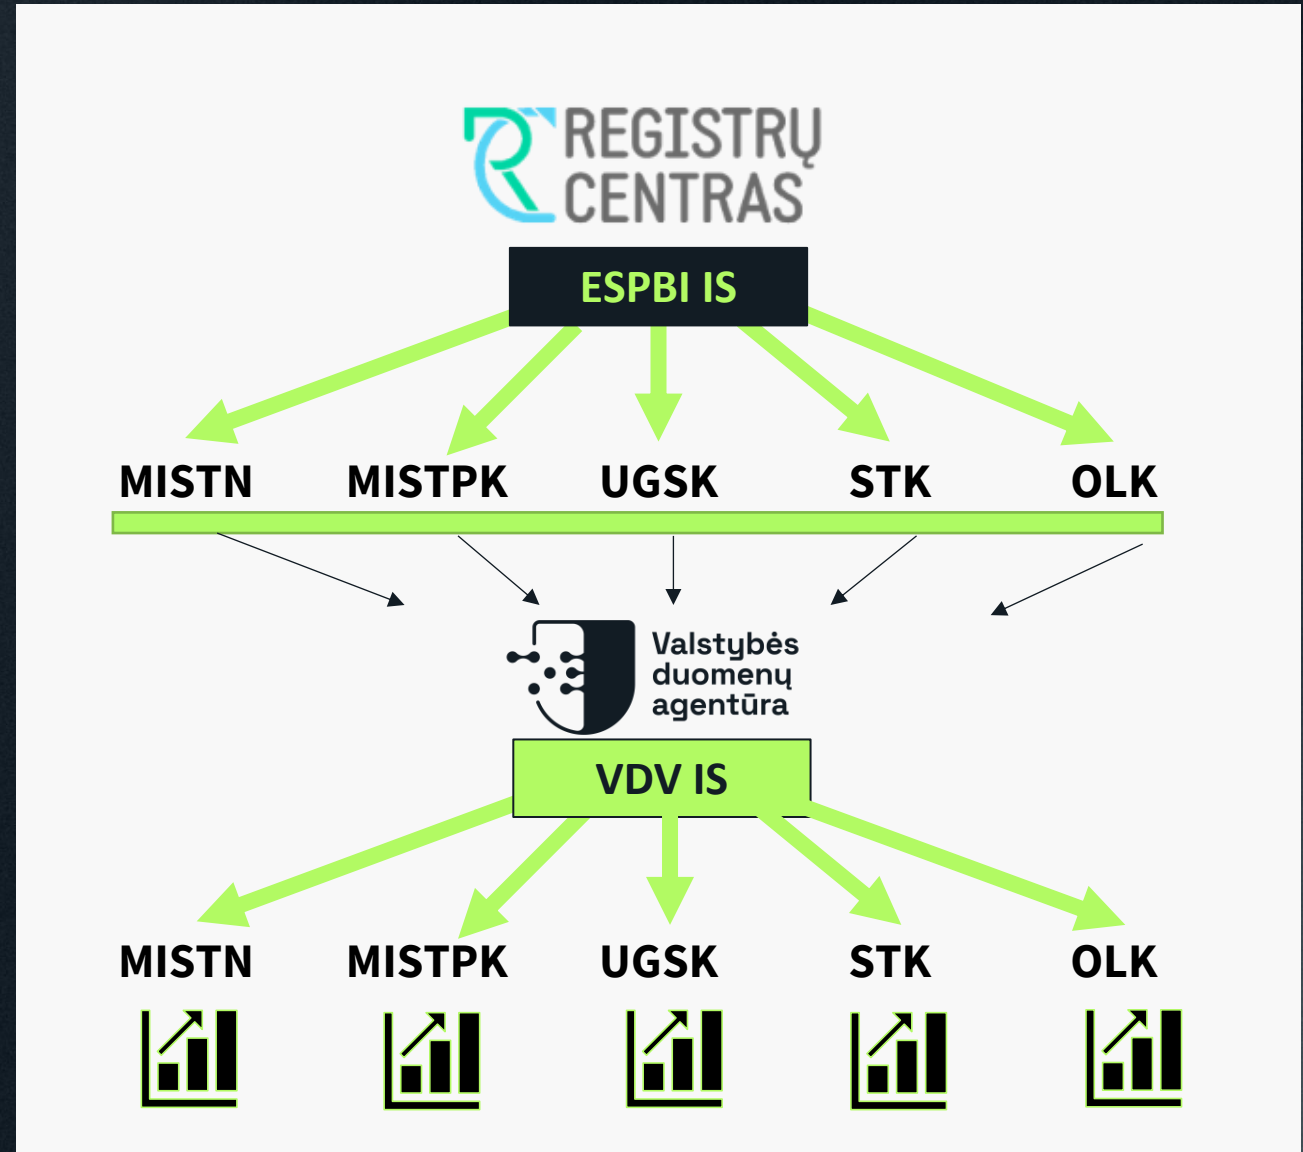 REGISTRŲ
CENTRAS
ESPBI IS
MISTN MISTPK UGSK STK OLK
Valstybės
duomenų
agentūra
VDV IS
MISTN MISTPK UGSK STK OLK